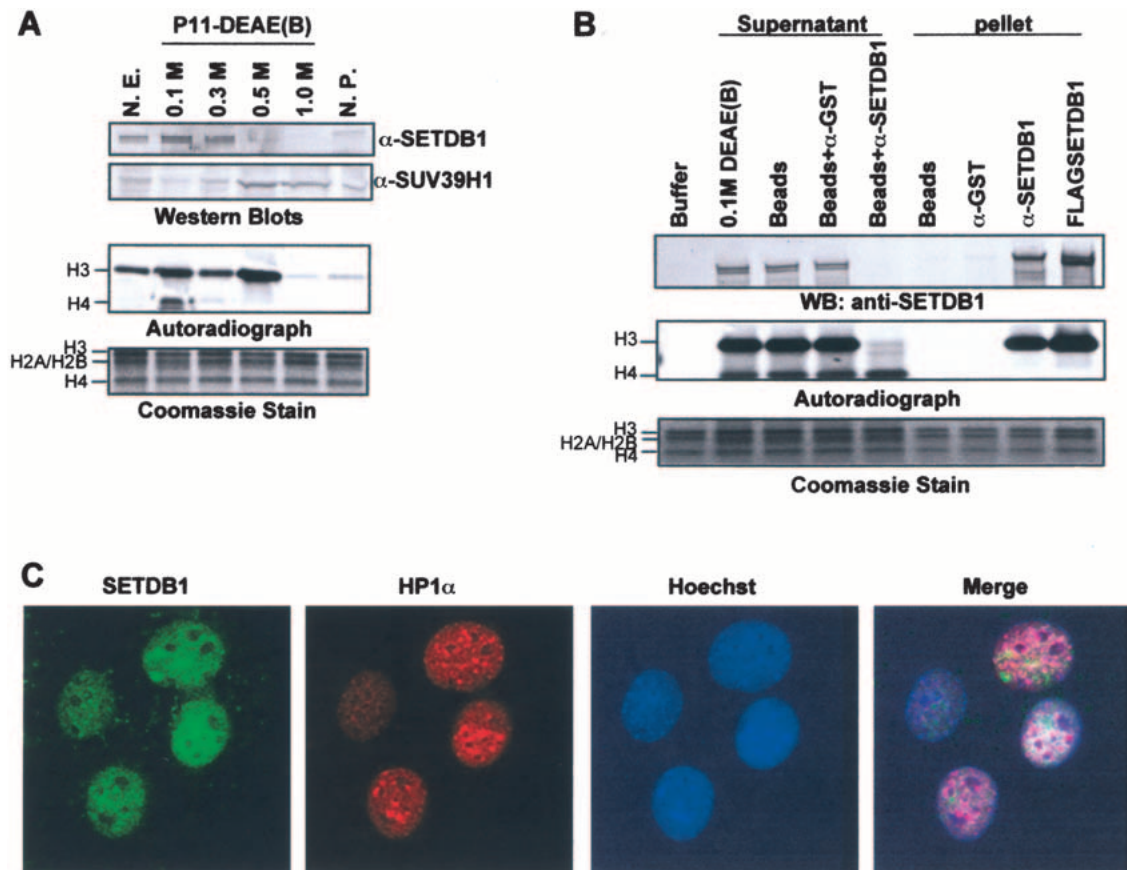 A
P11-DEAE(B)
N. E.
0.1 M
0.3 M
0.5 M
1.0 M
N. P.
α-SETDB1
α-SUV39H1
Western Blots
H3
H4
Autoradiograph
H3
H2A/H2B
H4
Coomassie Stain
B
Supernatant
pellet
Buffer
0.1M DEAE(B)
Beads
Beads+α-GST
Beads+α-SETDB1
Beads
α-GST
α-SETDB1
FLAGSETDB1
WB: anti-SETDB1
H3
H4
Autoradiograph
H3
H2A/H2B
H4
Coomassie Stain
C
SETDB1
HP1α
Hoechst
Merge